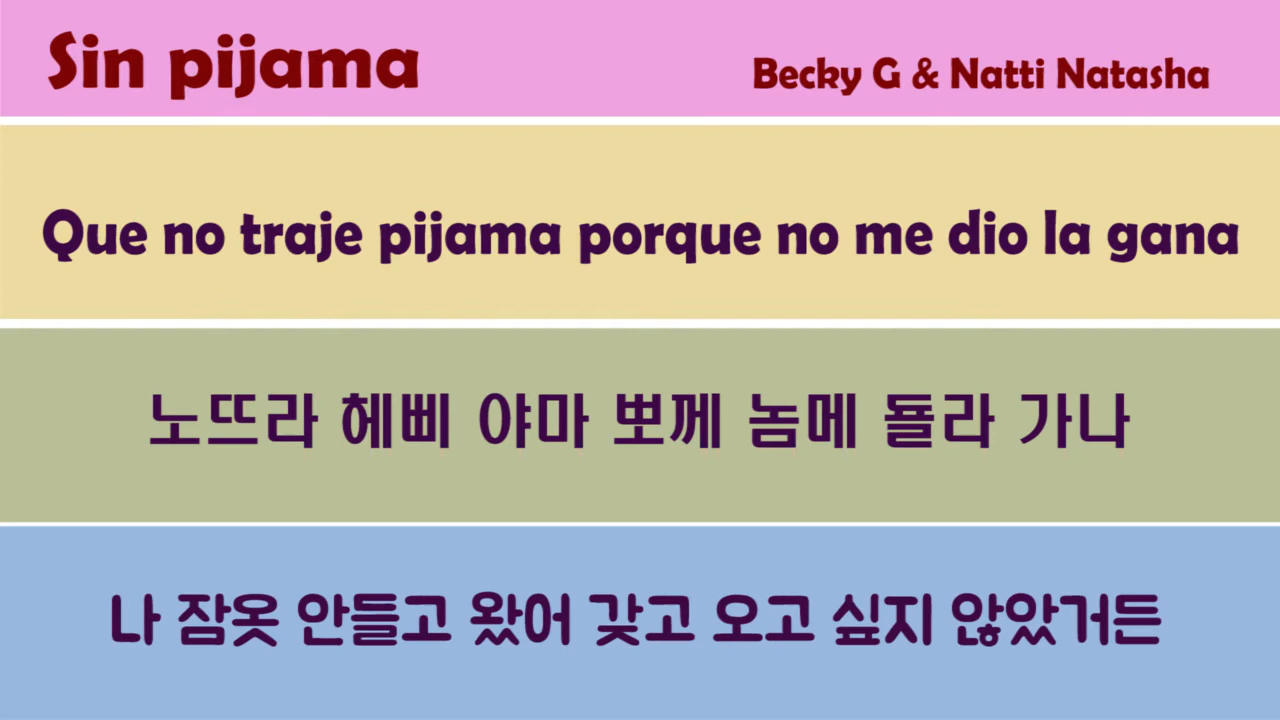 Sin pijama
Becky G & Natti Natasha
Que no traje pijama porque no me dio la gana
노뜨라 헤삐 야마 뽀께 놈메 됼라 가나
나 잠옷 안들고 왔어 갖고 오고 싶지 않았거든